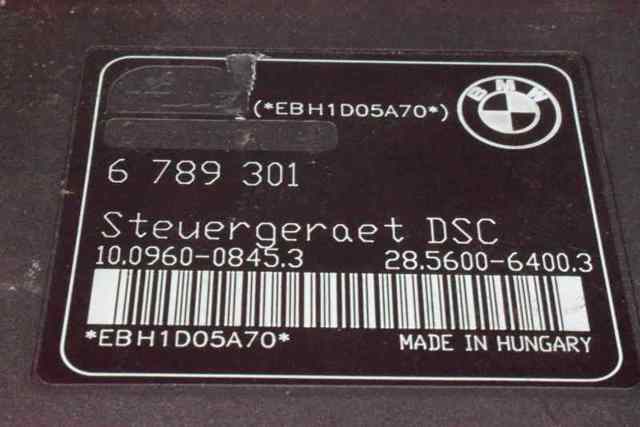 (*EBH1D05A70*)
BMW
6 789 301
Steuergeraet DSC
10.0960-0845.3 28.5600-6400.3
*EBH1D05A70* MADE IN HUNGARY